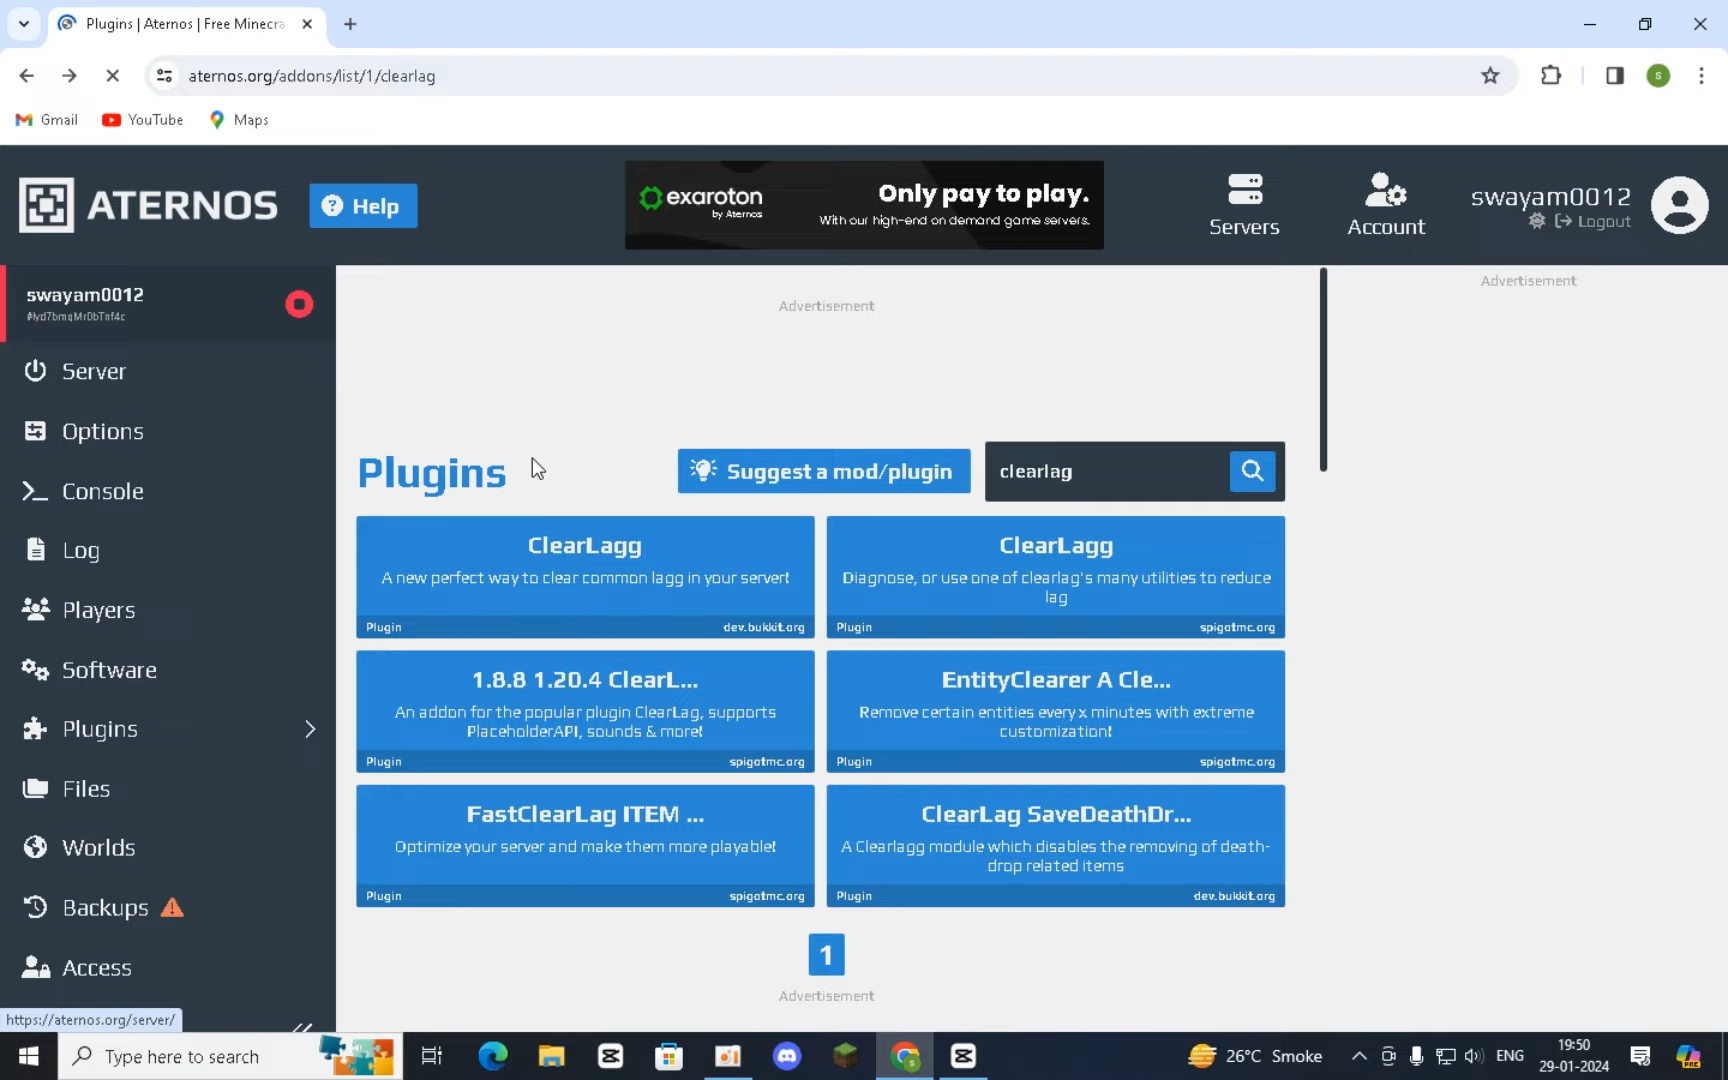 Plugins | Aternos | Free Minecra
aternos.org/addons/list/1/clearlag
S
Gmail
YouTube
Maps
ATERNOS
Help
exaroton
by Aternos
Only pay to play.
With our high-end on demand game servers.
Servers
Account
swayam0012
Logout
swayam0012
Advertisement
Advertisement
Server
Options
Console
Log
Players
Software
Plugins
Files
Worlds
Backups
Access
Plugins
Suggest a mod/plugin
clearlag
ClearLagg
A new perfect way to clear common lagg in your server!
Plugin
dev.bukkit.org
ClearLagg
Diagnose, or use one of clearlag's many utilities to reduce
lag
Plugin
spigotmc.org
1.8.8 1.20.4 ClearL...
An addon for the popular plugin ClearLag, supports
PlaceholderAPI, sounds & more!
Plugin
spigotmc.org
EntityClearer A Cle...
Remove certain entities every x minutes with extreme
customization!
Plugin
spigotmc.org
FastClearLag ITEM ...
Optimize your server and make them more playable!
Plugin
spigotmc.org
ClearLag SaveDeathDr...
A Clearlagg module which disables the removing of death-
drop related items
Plugin
dev.bukkit.org
1
Advertisement
https://aternos.org/server/
Type here to search
26°C Smoke
ENG
19:50
29-01-2024